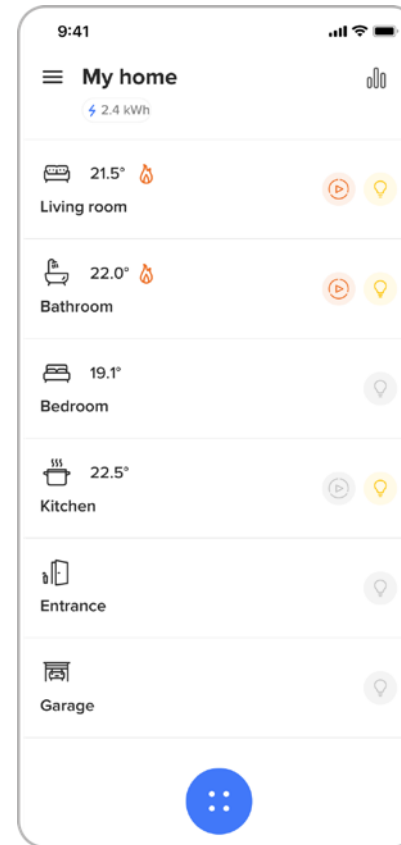 9:41
My home
2.4 kWh
21.5°
Living room
22.0°
Bathroom
19.1°
Bedroom
22.5°
Kitchen
Entrance
Garage